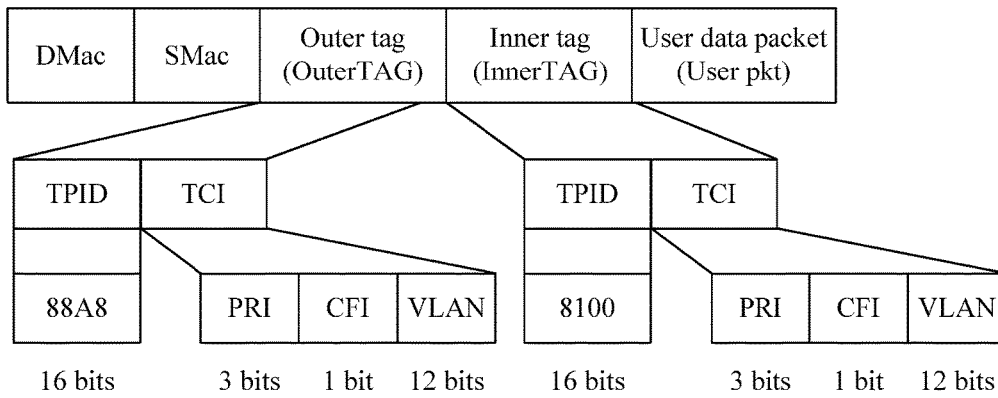 DMac SMac Outer tag (OuterTAG) Inner tag (InnerTAG) User data packet (User pkt)
TPID TCI TPID TCI
88A8 PRI CFI VLAN 8100 PRI CFI VLAN
16 bits 3 bits 1 bit 12 bits 16 bits 3 bits 1 bit 12 bits